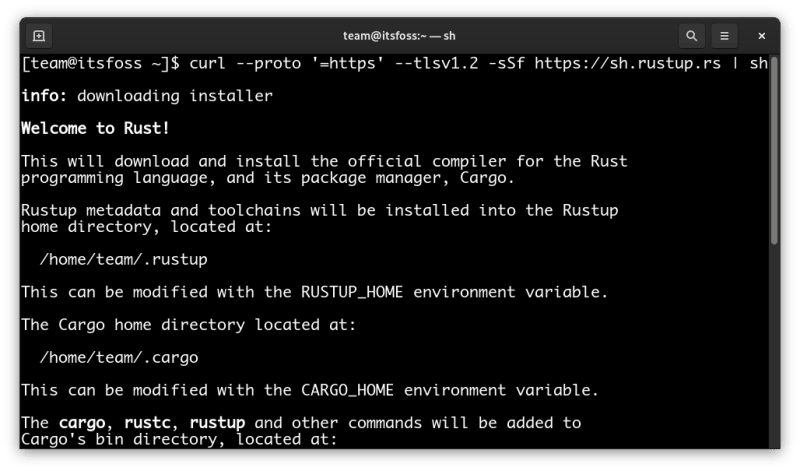 team@itsfoss:~ — sh
[team@itsfoss ~]$ curl --proto '=https' --tlsv1.2 -sSf https://sh.rustup.rs | sh
info: downloading installer
Welcome to Rust!
This will download and install the official compiler for the Rust
programming language, and its package manager, Cargo.
Rustup metadata and toolchains will be installed into the Rustup
home directory, located at:
/home/team/.rustup
This can be modified with the RUSTUP_HOME environment variable.
The Cargo home directory located at:
/home/team/.cargo
This can be modified with the CARGO_HOME environment variable.
The cargo, rustc, rustup and other commands will be added to
Cargo's bin directory, located at: